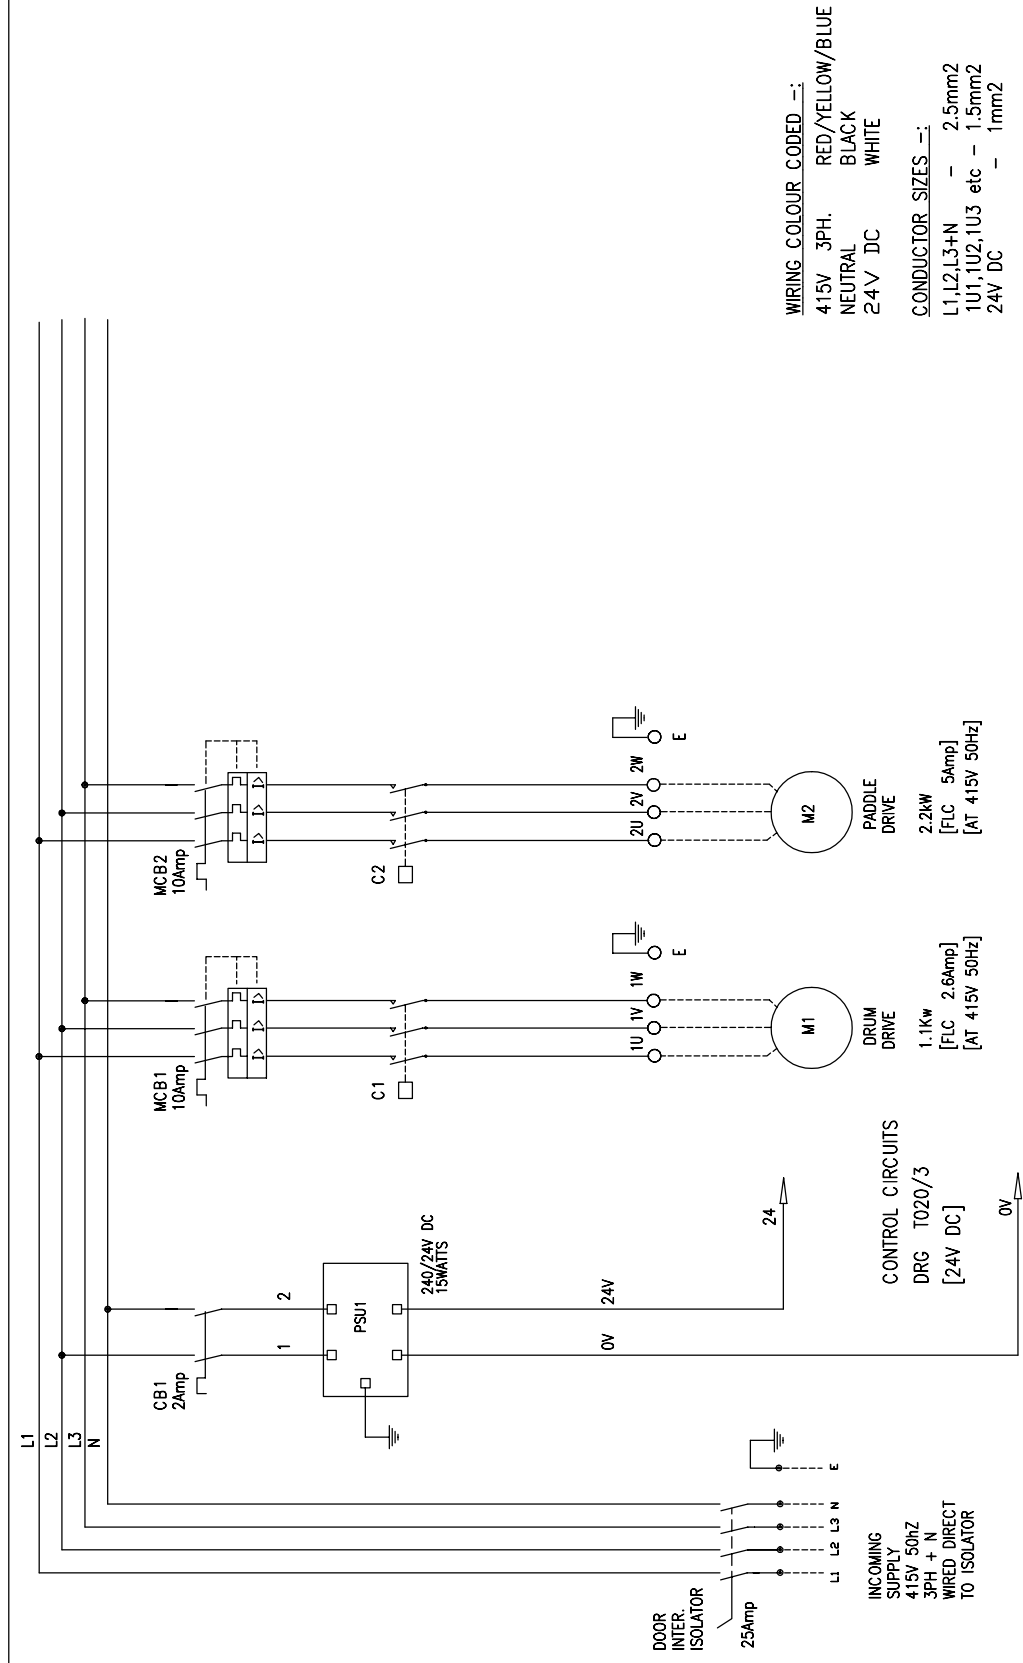 L1
L2
L3
N
CB1
2Amp
1
2
PSU1
240/24V DC
15WATTS
0V
24V
24
0V
CONTROL CIRCUITS
DRG T020/3
[24V DC]
MCB1
10Amp
C1
1U
1V
1W
E
M1
DRUM
DRIVE
1.1Kw
[FLC 2.6Amp]
[AT 415V 50Hz]
MCB2
10Amp
C2
2U
2V
2W
E
M2
PADDLE
DRIVE
2.2kW
[FLC 5Amp]
[AT 415V 50Hz]
DOOR
INTER.
ISOLATOR
25Amp
L1
L2
L3
N
E
INCOMING
SUPPLY
415V 50hZ
3PH + N
WIRED DIRECT
TO ISOLATOR
WIRING COLOUR CODED -:
415V 3PH. RED/YELLOW/BLUE
NEUTRAL BLACK
24V DC WHITE
CONDUCTOR SIZES -:
L1,L2,L3+N - 2.5mm2
1U1,1U2,1U3 etc - 1.5mm2
24V DC - 1mm2